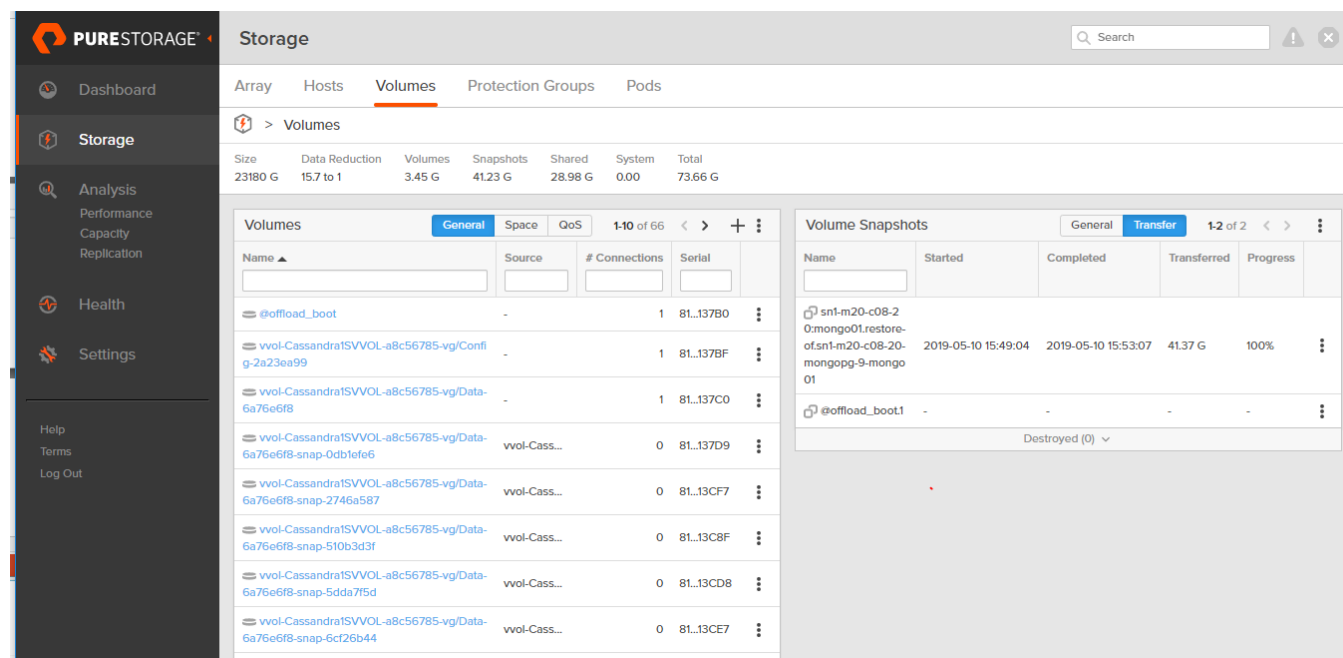 PURESTORAGE®
Storage
Search
Dashboard
Storage
Analysis
Performance
Capacity
Replication
Health
Settings
Help
Terms
Log Out
Array Hosts Volumes Protection Groups Pods
> Volumes
Size Data Reduction Volumes Snapshots Shared System Total
23180 G 15.7 to 1 3.45 G 41.23 G 28.98 G 0.00 73.66 G
Volumes General Space QoS 1-10 of 66 < > +
Name Source # Connections Serial
@offload_boot - 1 81...137B0
vvol-Cassandra1SVVOL-a8c56785-vg/Confi
g-2a23ea99 - 1 81...137BF
vvol-Cassandra1SVVOL-a8c56785-vg/Data-
6a76e6f8 - 1 81...137C0
vvol-Cassandra1SVVOL-a8c56785-vg/Data-
6a76e6f8-snap-0db1efe6 vvol-Cass... 0 81...137D9
vvol-Cassandra1SVVOL-a8c56785-vg/Data-
6a76e6f8-snap-2746a587 vvol-Cass... 0 81...13CF7
vvol-Cassandra1SVVOL-a8c56785-vg/Data-
6a76e6f8-snap-510b3d3f vvol-Cass... 0 81...13C8F
vvol-Cassandra1SVVOL-a8c56785-vg/Data-
6a76e6f8-snap-5dda7f5d vvol-Cass... 0 81...13CD8
vvol-Cassandra1SVVOL-a8c56785-vg/Data-
6a76e6f8-snap-6cf26b44 vvol-Cass... 0 81...13CE7
Volume Snapshots General Transfer 1-2 of 2 < >
Name Started Completed Transferred Progress
sn1-m20-c08-2
0:mongo01.restore-
of.sn1-m20-c08-20- 2019-05-10 15:49:04 2019-05-10 15:53:07 41.37 G 100%
mongopg-9-mongo
01
@offload_boot.1 - - - -
Destroyed (0)